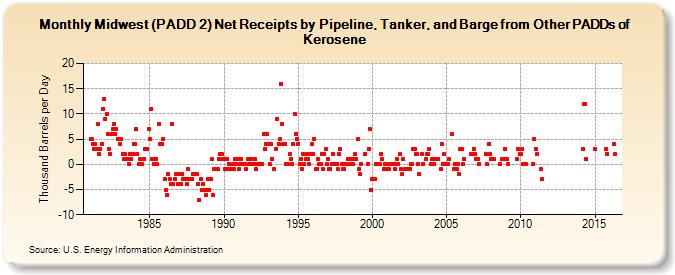 Monthly Midwest (PADD 2) Net Receipts by Pipeline, Tanker, and Barge from Other PADDs of
Kerosene
Thousand Barrels per Day
20
15
10
5
0
-5
-10
1985 1990 1995 2000 2005 2010 2015
Source: U.S. Energy Information Administration